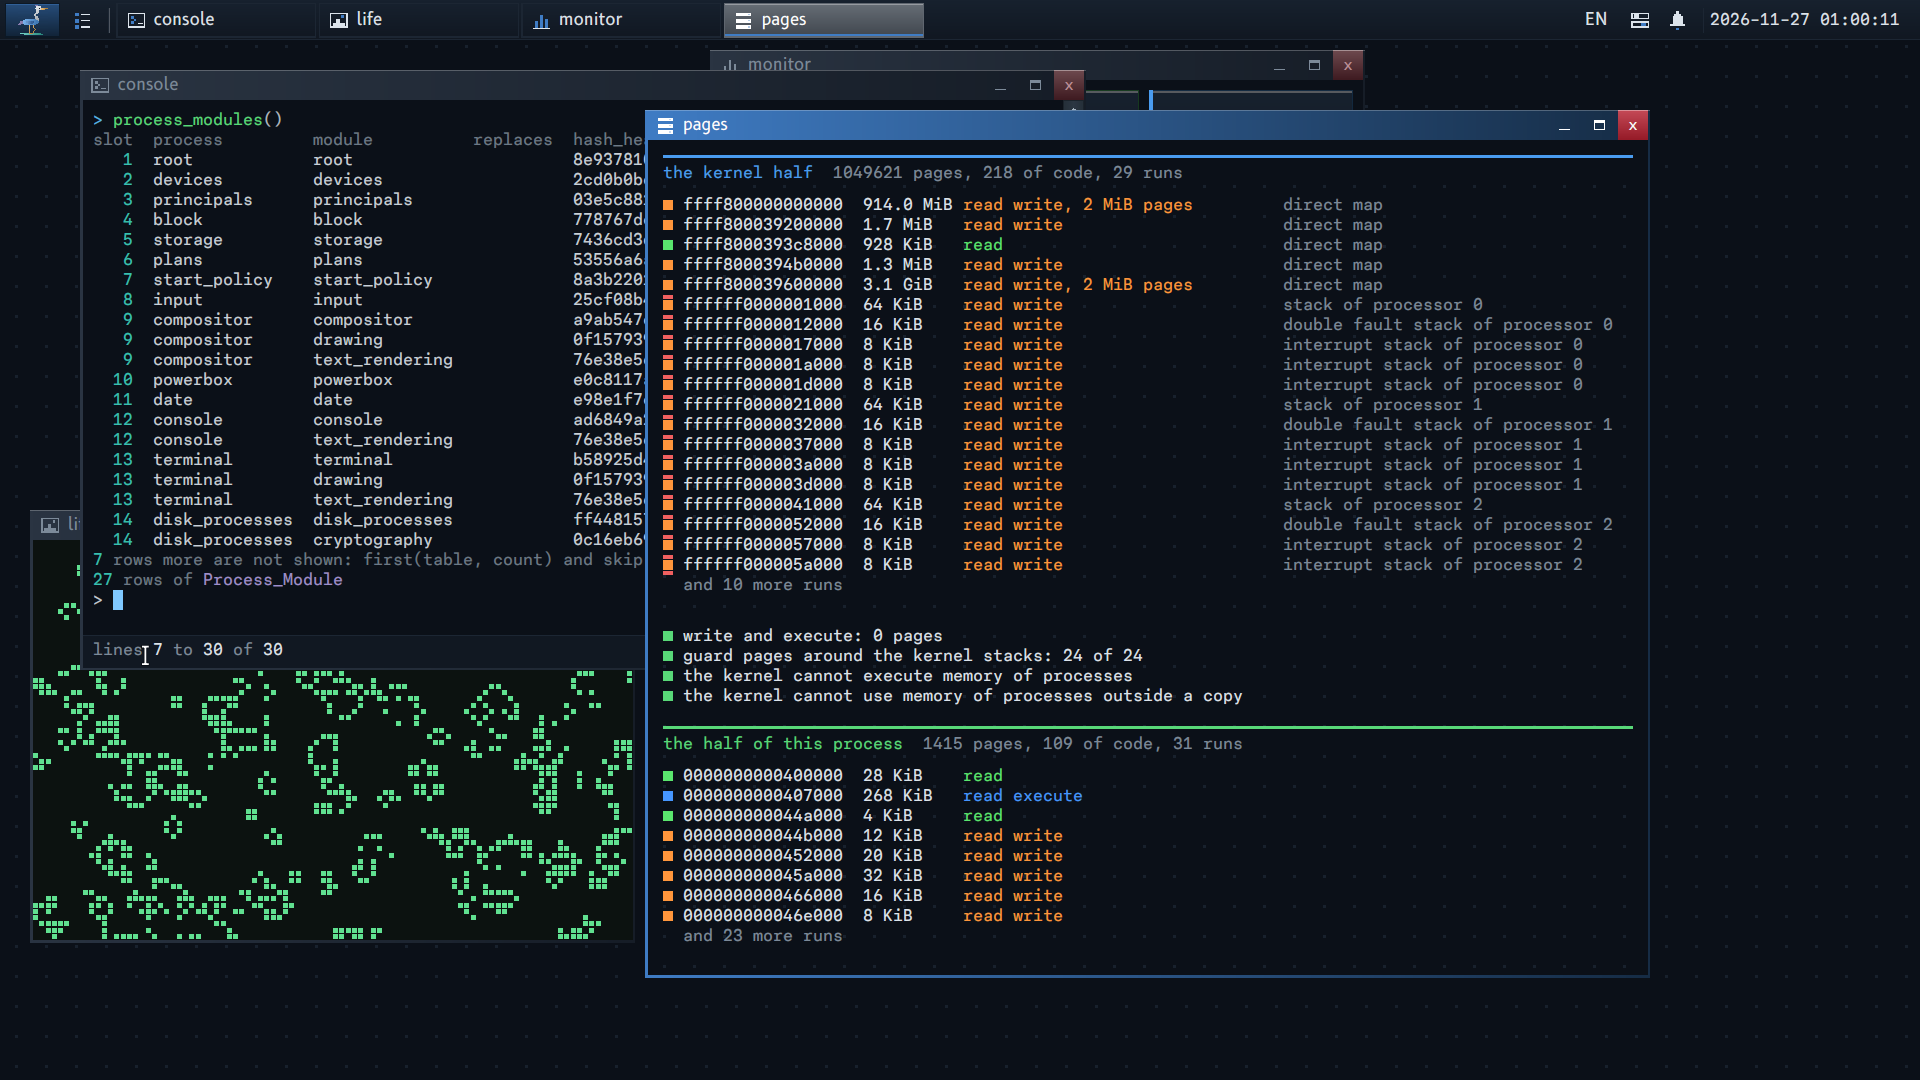 console
life
monitor
pages
EN
2026-11-27 01:00:11
monitor
console
> process_modules()
slot process module replaces hash_he
1 root root 8e93781
2 devices devices 2cd0b0b
3 principals principals 03e5c88
4 block block 778767d
5 storage storage 7436cd3
6 plans plans 53556a6
7 start_policy start_policy 8a3b220
8 input input 25cf08b
9 compositor compositor a9ab547
9 compositor drawing 0f15793
9 compositor text_rendering 76e38e5
10 powerbox powerbox e0c8117
11 date date e98e1f7
12 console console ad6849a
12 console text_rendering 76e38e5
13 terminal terminal b58925d
13 terminal drawing 0f15793
13 terminal text_rendering 76e38e5
14 disk_processes disk_processes ff44815
14 disk_processes cryptography 0c16eb6
7 rows more are not shown: first(table, count) and skip
27 rows of Process_Module
>
lines 7 to 30 of 30
li
pages
the kernel half 1049621 pages, 218 of code, 29 runs
ffff800000000000 914.0 MiB read write, 2 MiB pages direct map
ffff800039200000 1.7 MiB read write direct map
ffff8000393c8000 928 KiB read direct map
ffff8000394b0000 1.3 MiB read write direct map
ffff800039600000 3.1 GiB read write, 2 MiB pages direct map
ffffff0000001000 64 KiB read write stack of processor 0
ffffff0000012000 16 KiB read write double fault stack of processor 0
ffffff0000017000 8 KiB read write interrupt stack of processor 0
ffffff000001a000 8 KiB read write interrupt stack of processor 0
ffffff000001d000 8 KiB read write interrupt stack of processor 0
ffffff0000021000 64 KiB read write stack of processor 1
ffffff0000032000 16 KiB read write double fault stack of processor 1
ffffff0000037000 8 KiB read write interrupt stack of processor 1
ffffff000003a000 8 KiB read write interrupt stack of processor 1
ffffff000003d000 8 KiB read write interrupt stack of processor 1
ffffff0000041000 64 KiB read write stack of processor 2
ffffff0000052000 16 KiB read write double fault stack of processor 2
ffffff0000057000 8 KiB read write interrupt stack of processor 2
ffffff000005a000 8 KiB read write interrupt stack of processor 2
and 10 more runs
write and execute: 0 pages
guard pages around the kernel stacks: 24 of 24
the kernel cannot execute memory of processes
the kernel cannot use memory of processes outside a copy
the half of this process 1415 pages, 109 of code, 31 runs
0000000000400000 28 KiB read
0000000000407000 268 KiB read execute
000000000044a000 4 KiB read
000000000044b000 12 KiB read write
0000000000452000 20 KiB read write
000000000045a000 32 KiB read write
0000000000466000 16 KiB read write
000000000046e000 8 KiB read write
and 23 more runs